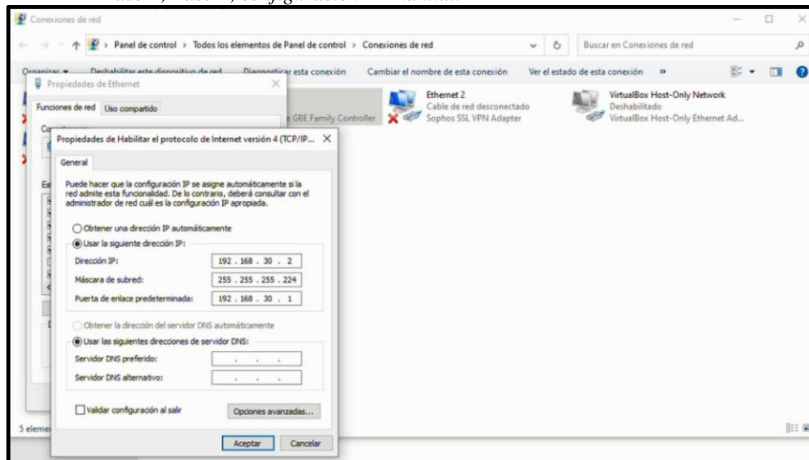 Conexiones de red
Panel de control > Todos los elementos de Panel de control > Conexiones de red
Buscar en Conexiones de red
Organizar Deshabilitar este dispositivo de red Diagnosticar esta conexión Cambiar el nombre de esta conexión Ver el estado de esta conexión »
Propiedades de Ethernet
Funciones de red Uso compartido
GBE Family Controller
Ethernet 2
Cable de red desconectado
Sophos SSL VPN Adapter
VirtualBox Host-Only Network
Deshabilitado
VirtualBox Host-Only Ethernet Ad...
Propiedades de Habilitar el protocolo de Internet versión 4 (TCP/IP...
General
Puede hacer que la configuración IP se asigne automáticamente si la
red admite esta funcionalidad. De lo contrario, deberá consultar con el
administrador de red cuál es la configuración IP apropiada.
Obtener una dirección IP automáticamente
Usar la siguiente dirección IP:
Dirección IP: 192 . 168 . 30 . 2
Máscara de subred: 255 . 255 . 255 . 224
Puerta de enlace predeterminada: 192 . 168 . 30 . 1
Obtener la dirección del servidor DNS automáticamente
Usar las siguientes direcciones de servidor DNS:
Servidor DNS preferido: . . .
Servidor DNS alternativo: . . .
Validar configuración al salir Opciones avanzadas...
Aceptar Cancelar